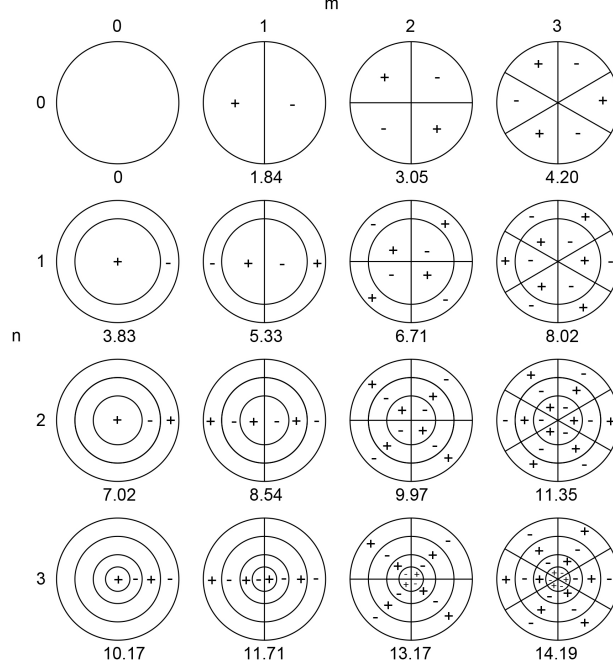 m
0 1 2 3
0
+ -
+ -
- +
+ -
- +
+ -
0 1.84 3.05 4.20
1
+ -
- + - +
- +
+ -
- +
+ -
- +
+ -
+ - + -
+ -
- +
3.83 5.33 6.71 8.02
n
2
+ - +
+ - + - + -
7.02 8.54 9.97 11.35
3
+ - + -
+ - + - + - + -
10.17 11.71 13.17 14.19